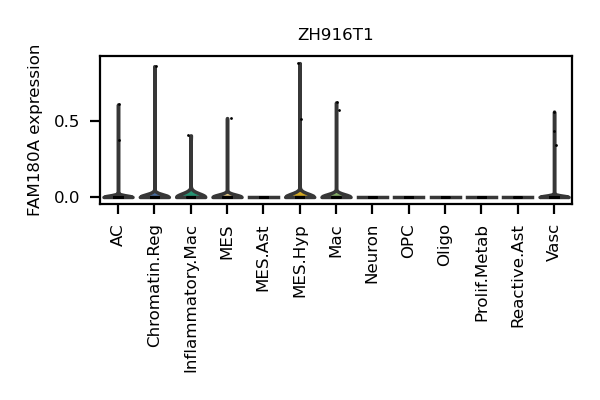 ZH916T1
FAM180A expression
0.5
0.0
AC
Chromatin.Reg
Inflammatory.Mac
MES
MES.Ast
MES.Hyp
Mac
Neuron
OPC
Oligo
Prolif.Metab
Reactive.Ast
Vasc